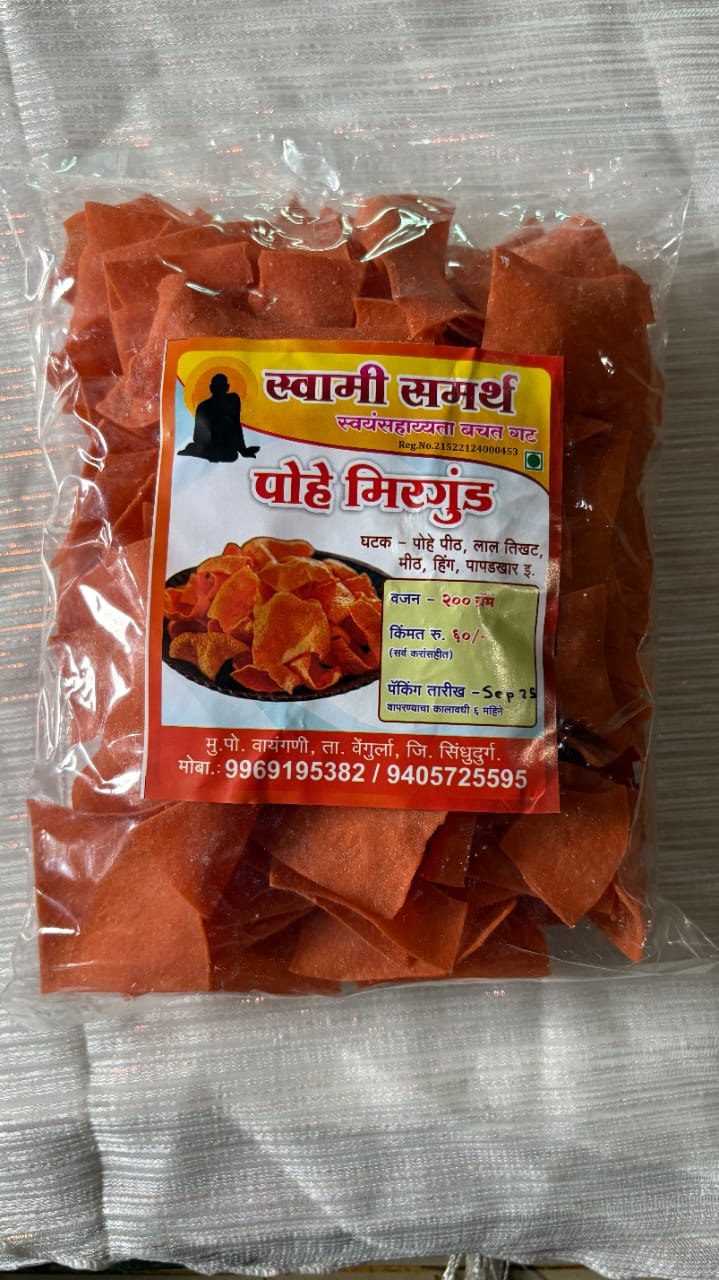 स्वामी समर्थ
स्वयंसहाय्यता बचत गट
Reg.No.21522124000453
पोहे मिरगुंड
घटक – पोहे पीठ, लाल तिखट,
मीठ, हिंग, पापडखार इ.
वजन – २०० ग्रॅम
किंमत रु. ६०/-
(सर्व करांसहीत)
पॅकिंग तारीख – Sep 25
वापरण्याचा कालावधी ६ महिने
मु.पो. वायंगणी, ता. वेंगुर्ला, जि. सिंधुदुर्ग.
मोबा.: 9969195382 / 9405725595